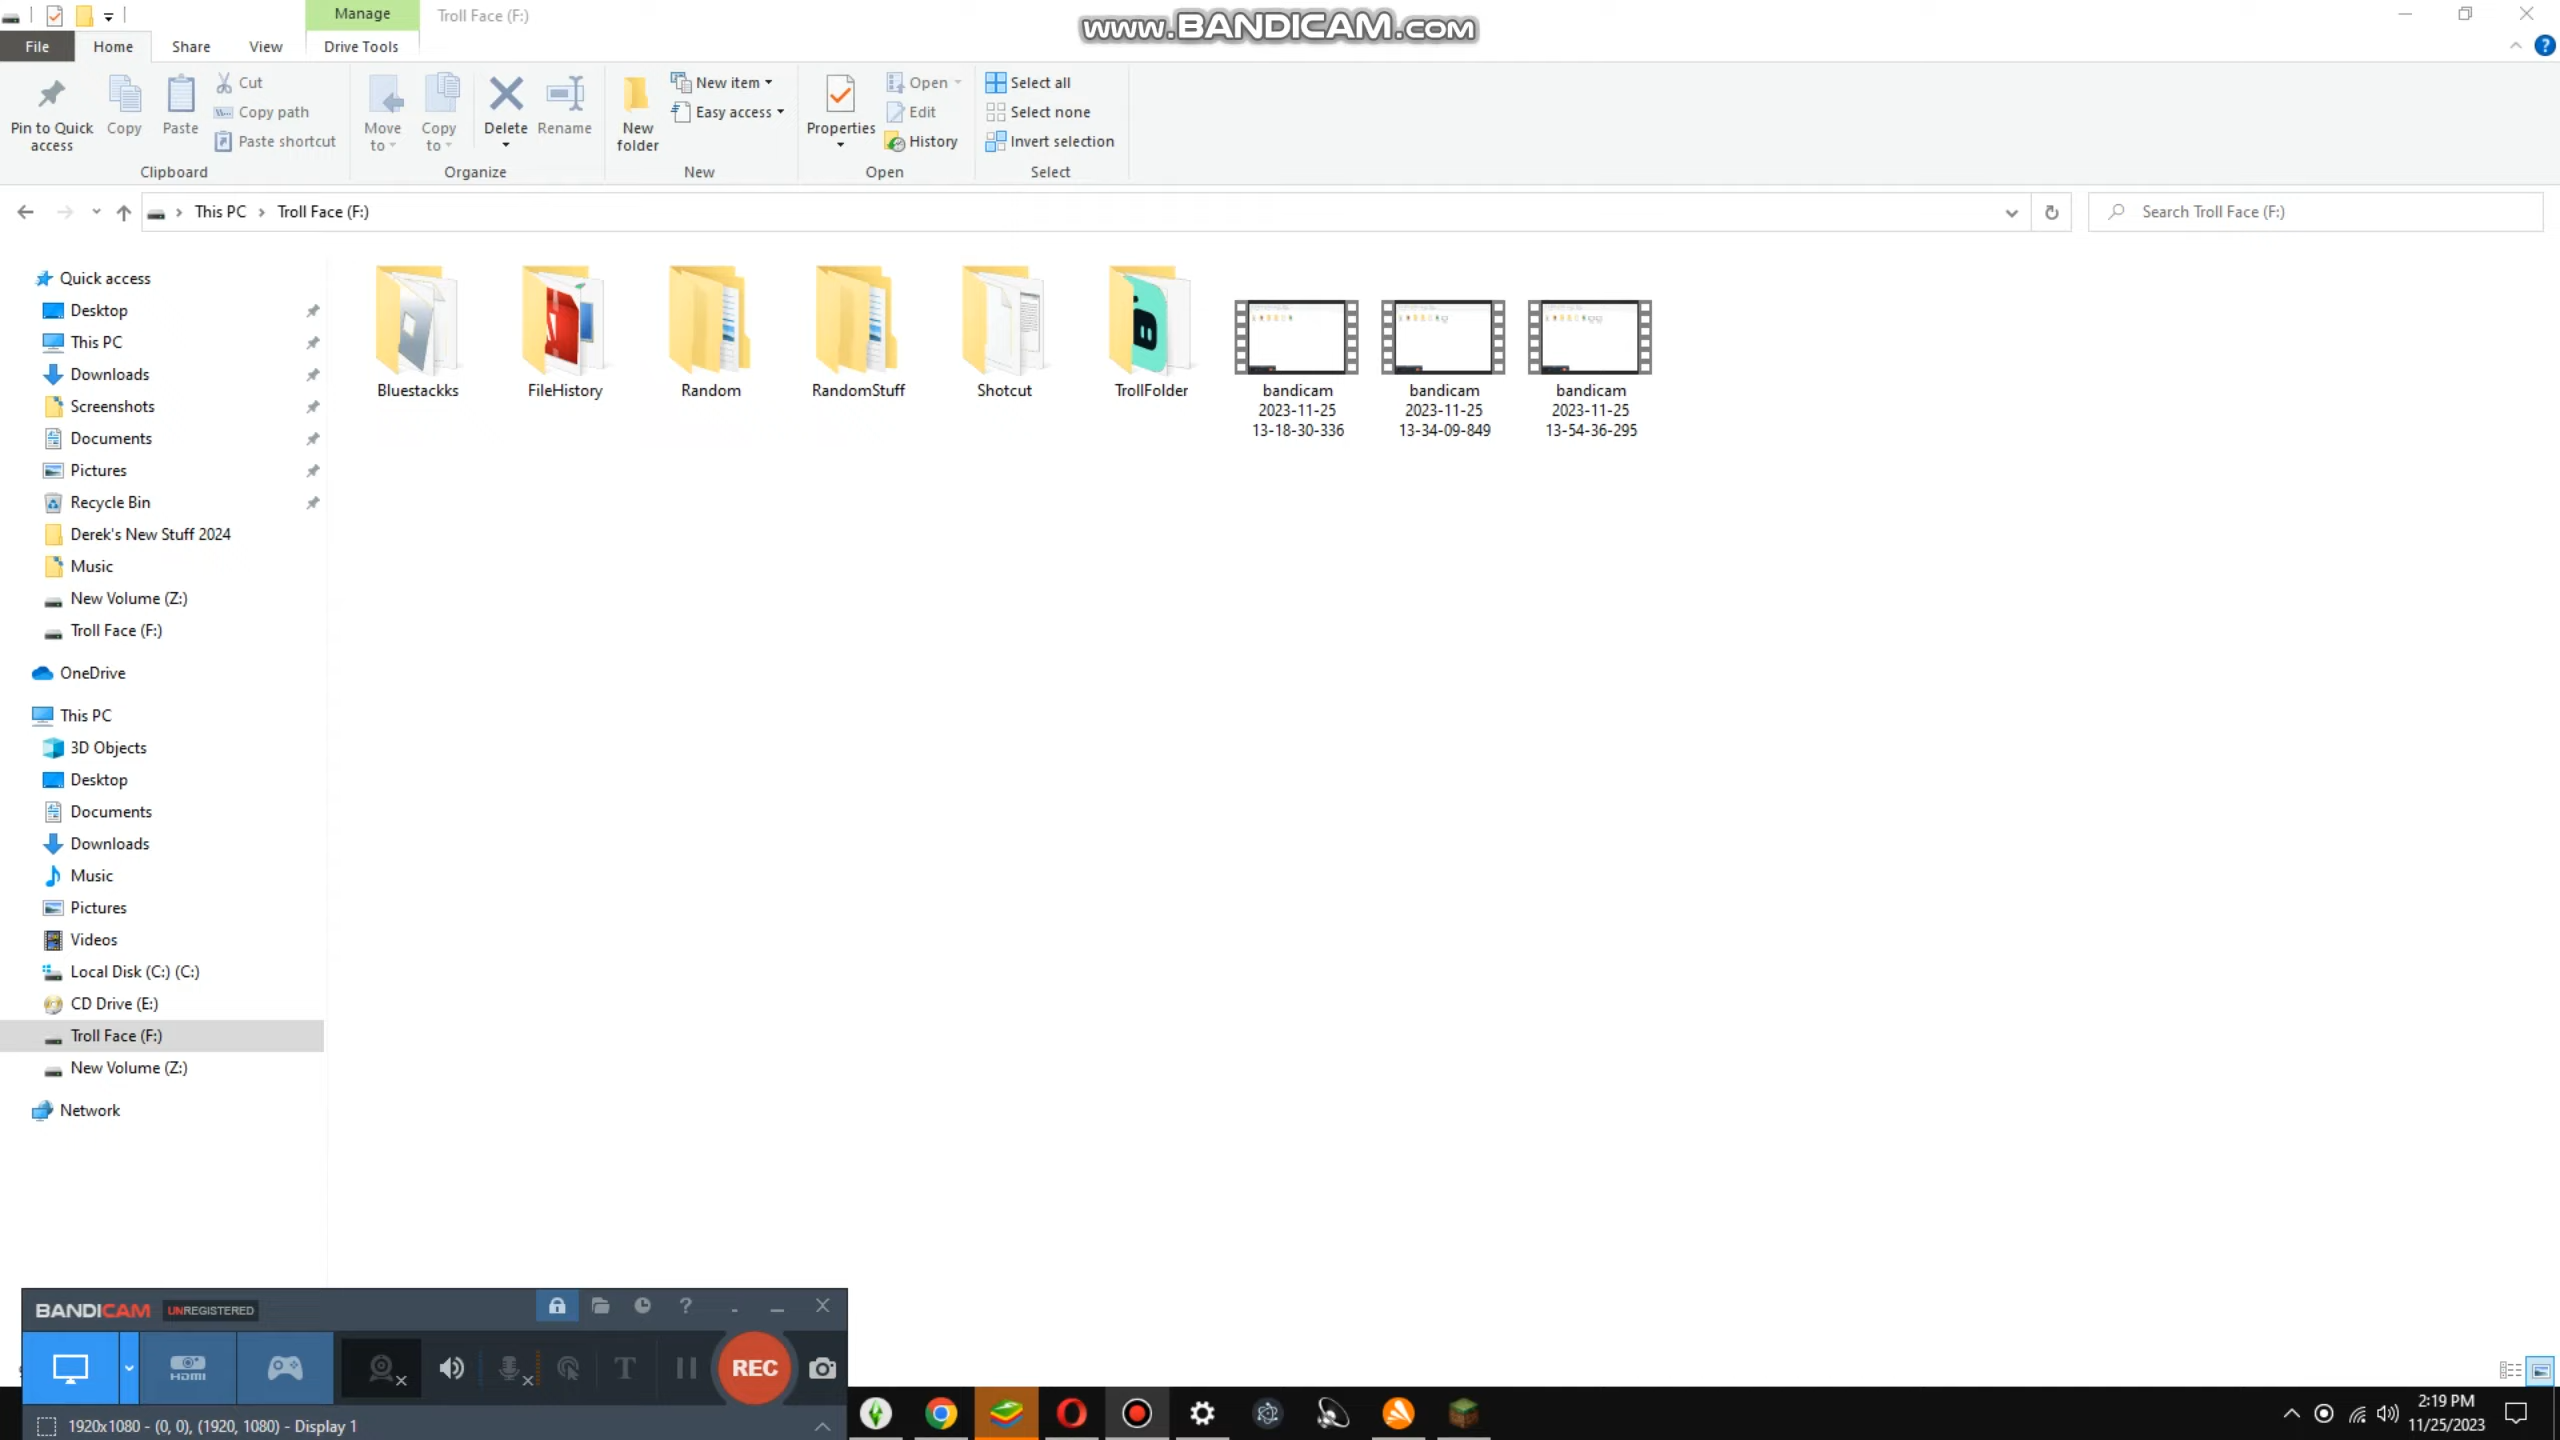 Manage
Troll Face (F:)
www.BANDICAM.com
File
Home
Share
View
Drive Tools
Pin to Quick
access
Copy
Paste
Cut
Copy path
Paste shortcut
Clipboard
Move
to
Copy
to
Delete
Rename
Organize
New
folder
New item
Easy access
New
Properties
Open
Edit
History
Open
Select all
Select none
Invert selection
Select
This PC
Troll Face (F:)
Search Troll Face (F:)
Quick access
Desktop
This PC
Downloads
Screenshots
Documents
Pictures
Recycle Bin
Derek's New Stuff 2024
Music
New Volume (Z:)
Troll Face (F:)
OneDrive
This PC
3D Objects
Desktop
Documents
Downloads
Music
Pictures
Videos
Local Disk (C:) (C:)
CD Drive (E:)
Troll Face (F:)
New Volume (Z:)
Network
Bluestackks
FileHistory
Random
RandomStuff
Shotcut
TrollFolder
bandicam
2023-11-25
13-18-30-336
bandicam
2023-11-25
13-34-09-849
bandicam
2023-11-25
13-54-36-295
BANDICAM UNREGISTERED
HDMI
T
REC
1920x1080 - (0, 0), (1920, 1080) - Display 1
2:19 PM
11/25/2023